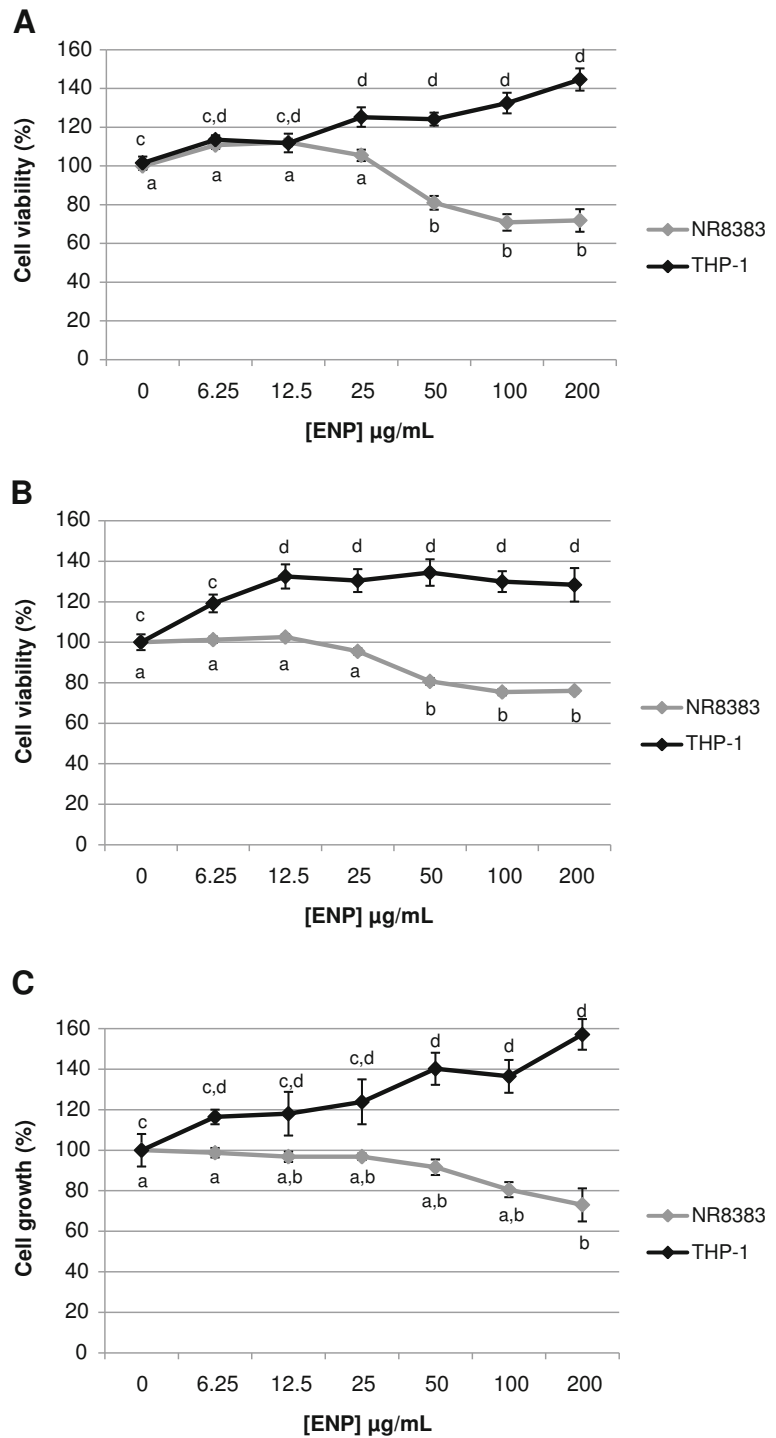 A
160
140
120
100
80
60
40
20
0
Cell viability (%)
c c,d c,d d d d d
a a a a b b b
0 6.25 12.5 25 50 100 200
[ENP] µg/mL
NR8383
THP-1
B
160
140
120
100
80
60
40
20
0
Cell viability (%)
c c d d d d d
a a a a b b b
0 6.25 12.5 25 50 100 200
[ENP] µg/mL
NR8383
THP-1
C
160
140
120
100
80
60
40
20
0
Cell growth (%)
c c,d c,d c,d d d d
a a a,b a,b a,b a,b b
0 6.25 12.5 25 50 100 200
[ENP] µg/mL
NR8383
THP-1